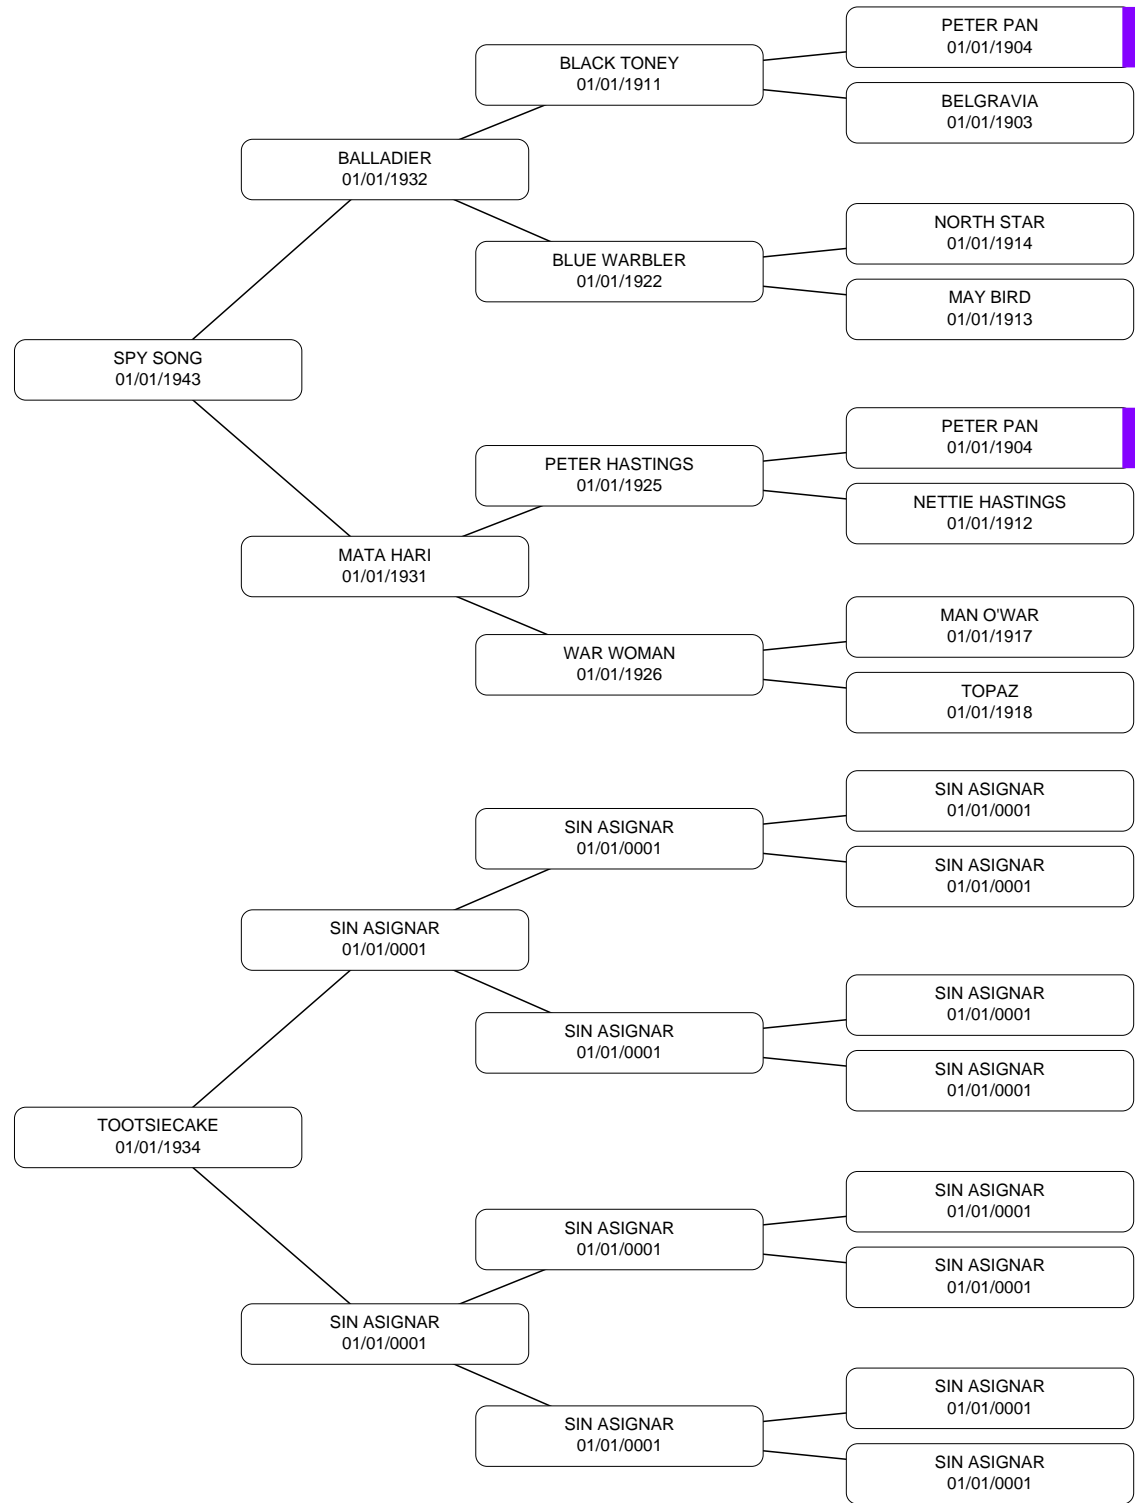 PETER PAN
01/01/1904
BLACK TONEY
01/01/1911
BELGRAVIA
01/01/1903
BALLADIER
01/01/1932
NORTH STAR
01/01/1914
BLUE WARBLER
01/01/1922
MAY BIRD
01/01/1913
SPY SONG
01/01/1943
PETER PAN
01/01/1904
PETER HASTINGS
01/01/1925
NETTIE HASTINGS
01/01/1912
MATA HARI
01/01/1931
MAN O'WAR
01/01/1917
WAR WOMAN
01/01/1926
TOPAZ
01/01/1918
SIN ASIGNAR
01/01/0001
SIN ASIGNAR
01/01/0001
SIN ASIGNAR
01/01/0001
SIN ASIGNAR
01/01/0001
SIN ASIGNAR
01/01/0001
SIN ASIGNAR
01/01/0001
SIN ASIGNAR
01/01/0001
TOOTSIECAKE
01/01/1934
SIN ASIGNAR
01/01/0001
SIN ASIGNAR
01/01/0001
SIN ASIGNAR
01/01/0001
SIN ASIGNAR
01/01/0001
SIN ASIGNAR
01/01/0001
SIN ASIGNAR
01/01/0001
SIN ASIGNAR
01/01/0001